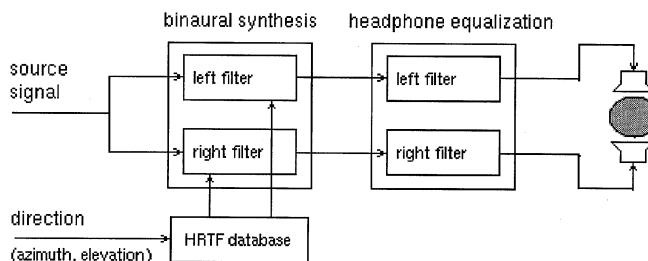 binaural synthesis
headphone equalization
source
signal
left filter
left filter
right filter
right filter
direction
(azimuth, elevation)
HRTF database